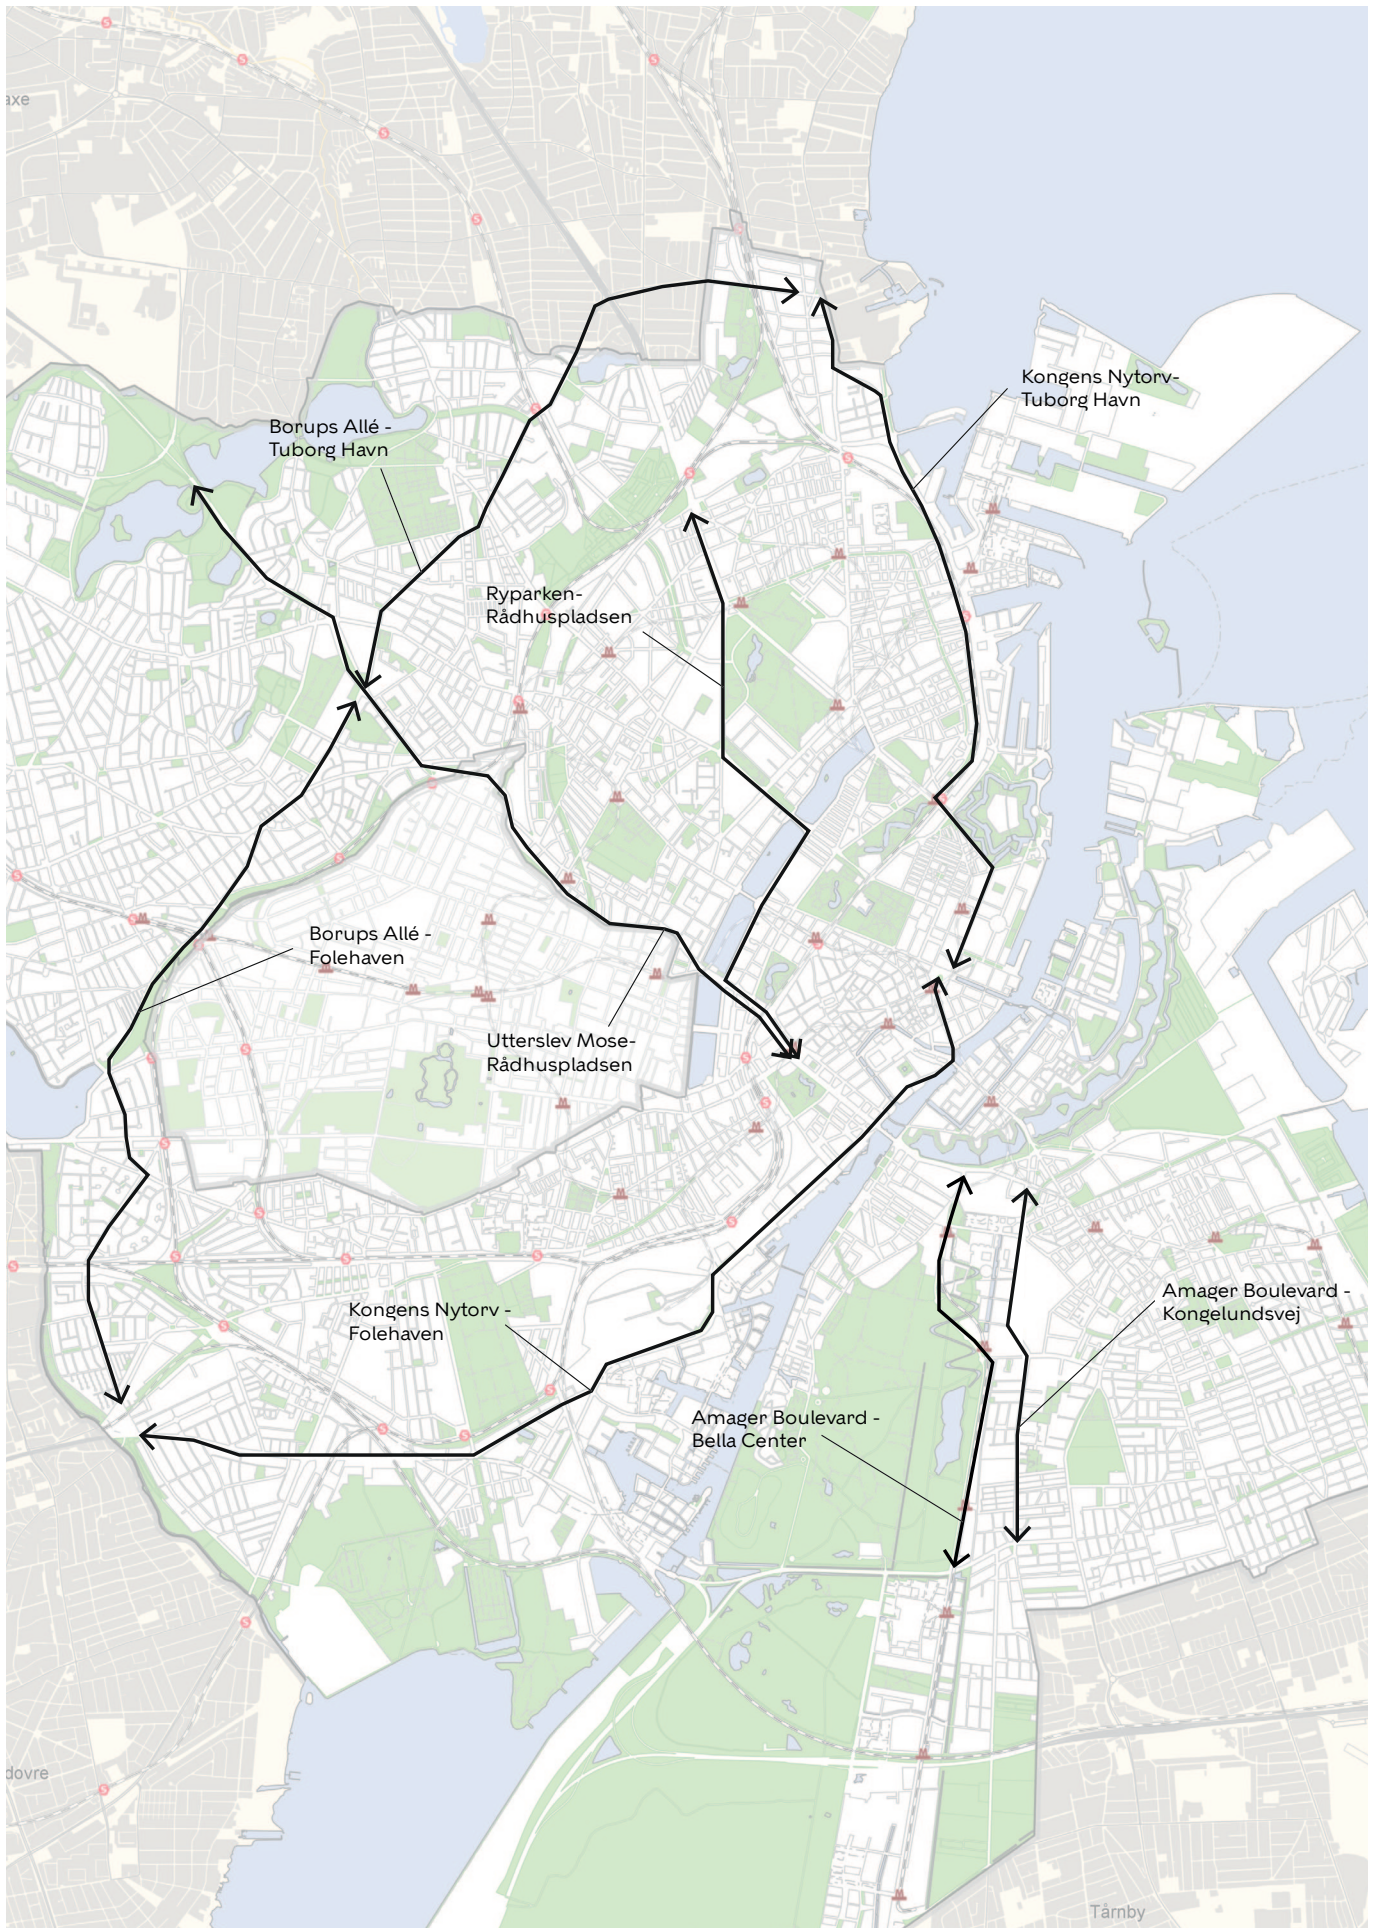 axe
Kongens Nytorv-
Tuborg Havn
Borups Allé -
Tuborg Havn
Ryparken-
Rådhuspladsen
Borups Allé -
Folehaven
Utterslev Mose-
Rådhuspladsen
Amager Boulevard -
Kongelundsvej
Kongens Nytorv -
Folehaven
Amager Boulevard -
Bella Center
dovre
Tårnby